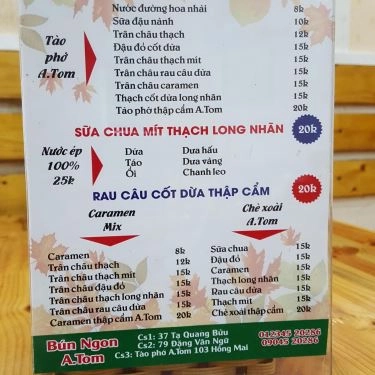 Nước đường hoa nhài 8k
Sữa đậu nành 10k
Trân châu thạch 12k
Đậu đỏ cốt dừa 15k
Trân châu thạch mít 15k
Trân châu rau câu dừa 15k
Trân châu caramen 15k
Thạch cốt dừa long nhãn 15k
Tào phớ thập cẩm A.Tom 20k
Tào
phớ
A.Tom
SỮA CHUA MÍT THẠCH LONG NHÃN 20k
Nước ép
100%
25k
Dừa Dưa hấu
Táo Dưa vàng
Ổi Chanh leo
RAU CÂU CỐT DỪA THẬP CẨM 20k
Caramen
Mix
Caramen 8k
Trân châu thạch 12k
Trân châu thạch mít 15k
Trân châu đậu đỏ 15k
Trân châu thạch long nhãn 15k
Trân châu rau câu dừa 15k
Caramen thập cẩm A.Tom 20k
Chè xoài
A.Tom
Sữa chua 15k
Đậu đỏ 15k
Caramen 15k
Thạch long nhãn 15k
Rau câu dừa 15k
Thạch mít 15k
Chè xoài thập cẩm 20k
Bún Ngon
A.Tom
Cs1: 37 Tạ Quang Bửu
Cs2: 79 Đặng Văn Ngữ
Cs3: Tào phớ A.Tom 103 Hồng Mai
012345 20286
09045 20286